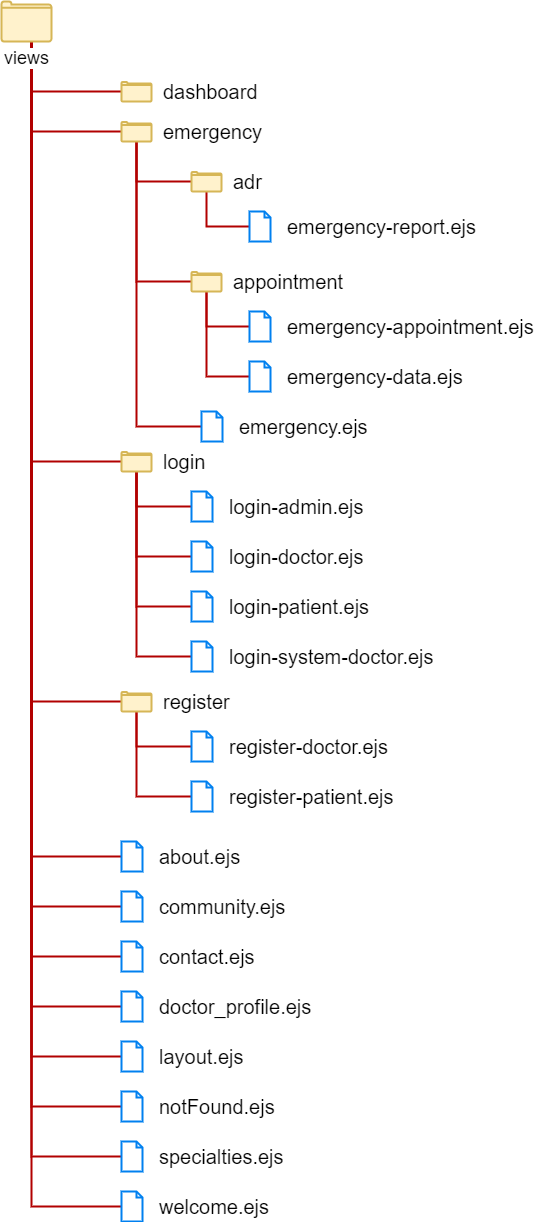 views
dashboard
emergency
adr
emergency-report.ejs
appointment
emergency-appointment.ejs
emergency-data.ejs
emergency.ejs
login
login-admin.ejs
login-doctor.ejs
login-patient.ejs
login-system-doctor.ejs
register
register-doctor.ejs
register-patient.ejs
about.ejs
community.ejs
contact.ejs
doctor_profile.ejs
layout.ejs
notFound.ejs
specialties.ejs
welcome.ejs